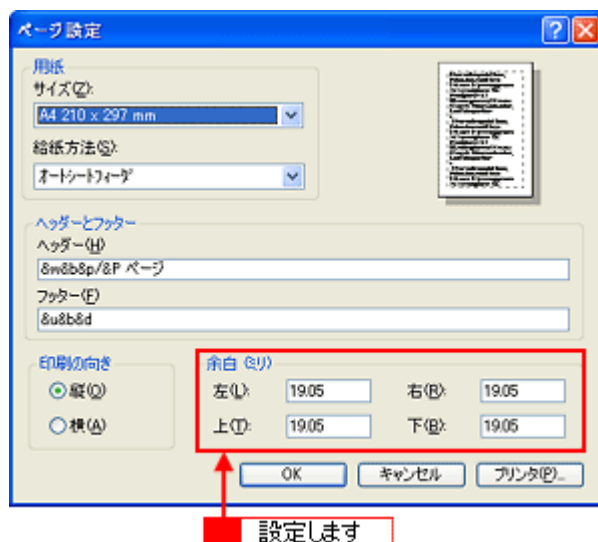 ページ設定
用紙
サイズ(Z):
A4 210 x 297 mm
給紙方法(S):
オートシートフィーダ
ヘッダーとフッター
ヘッダー(H)
&w&b&p/&P ページ
フッター(F)
&u&b&d
印刷の向き
縦(O)
横(A)
余白 (ミリ)
左(L): 19.05 右(R): 19.05
上(T): 19.05 下(B): 19.05
OK キャンセル プリンタ(P)...
設定します